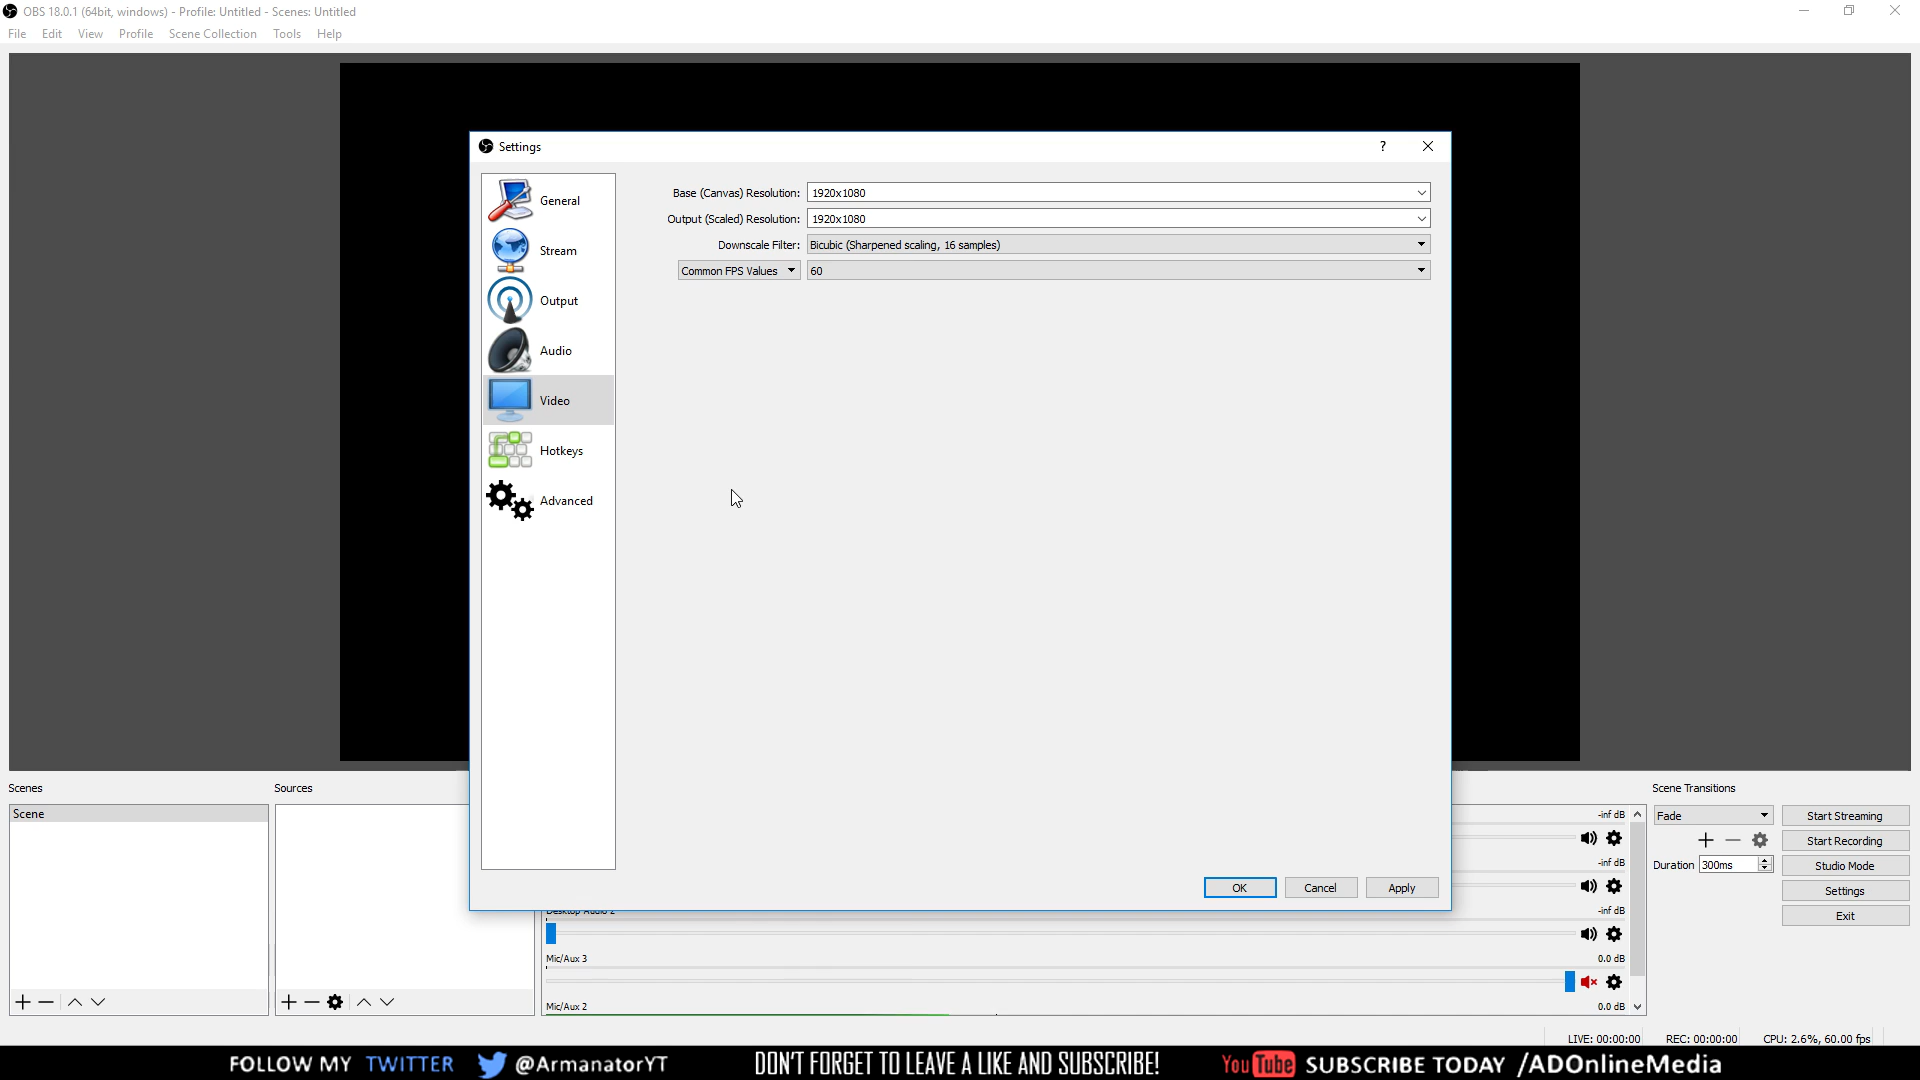 OBS 18.0.1 (64bit, windows) - Profile: Untitled - Scenes: Untitled
File Edit View Profile Scene Collection Tools Help
Settings
?
General
Stream
Output
Audio
Video
Hotkeys
Advanced
Base (Canvas) Resolution: 1920x1080
Output (Scaled) Resolution: 1920x1080
Downscale Filter: Bicubic (Sharpened scaling, 16 samples)
Common FPS Values 60
OK Cancel Apply
Scenes
Scene
Sources
-inf dB
-inf dB
Desktop Audio 2 -inf dB
Mic/Aux 3 0.0 dB
Mic/Aux 2 0.0 dB
Scene Transitions
Fade
Duration 300ms
Start Streaming
Start Recording
Studio Mode
Settings
Exit
LIVE: 00:00:00 REC: 00:00:00 CPU: 2.6%, 60.00 fps
FOLLOW MY TWITTER @ArmanatorYT DON'T FORGET TO LEAVE A LIKE AND SUBSCRIBE! YouTube SUBSCRIBE TODAY /ADOnlineMedia